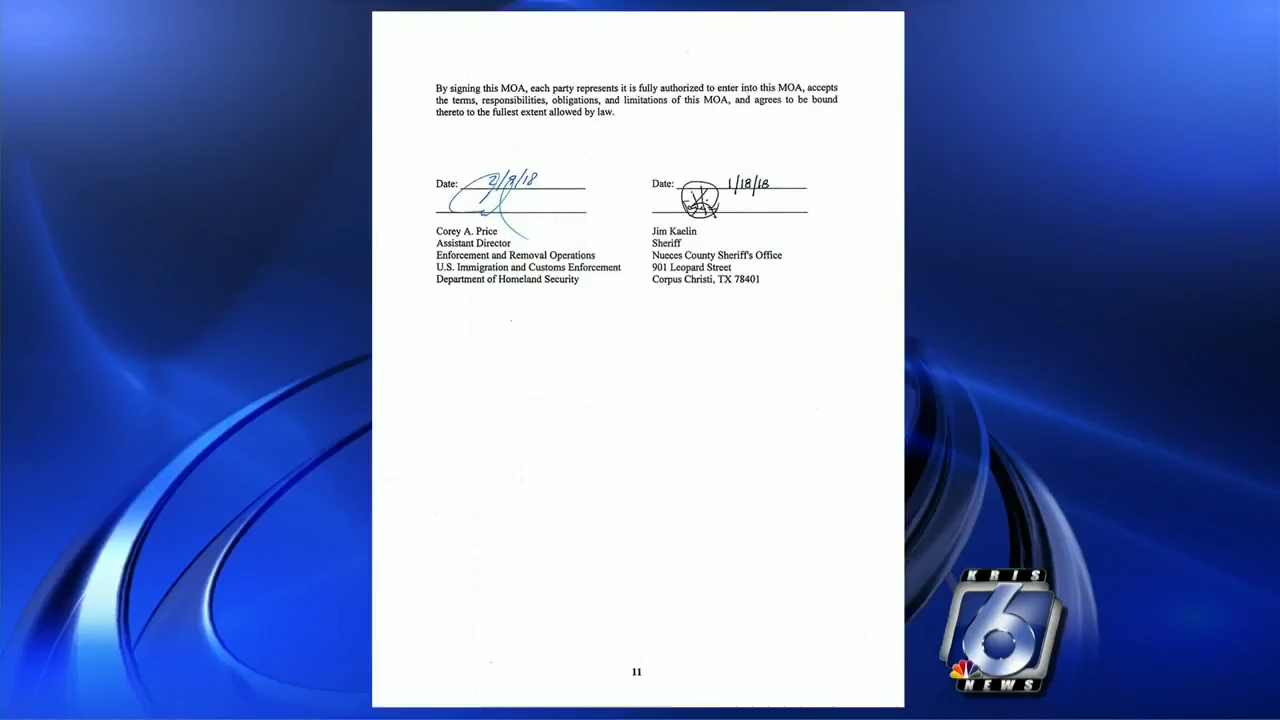 By signing this MOA, each party represents it is fully authorized to enter into this MOA, accepts
the terms, responsibilities, obligations, and limitations of this MOA, and agrees to be bound
thereto to the fullest extent allowed by law.
Date: 2/9/18
Corey A. Price
Assistant Director
Enforcement and Removal Operations
U.S. Immigration and Customs Enforcement
Department of Homeland Security
Date: 1/18/18
Jim Kaelin
Sheriff
Nueces County Sheriff's Office
901 Leopard Street
Corpus Christi, TX 78401
11
KRIS
6
NEWS